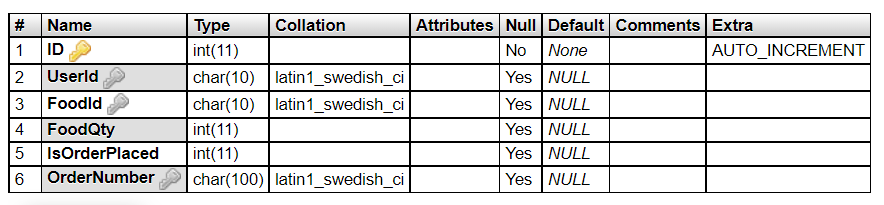 # Name Type Collation Attributes Null Default Comments Extra
1 ID int(11) No None AUTO_INCREMENT
2 UserId char(10) latin1_swedish_ci Yes NULL
3 FoodId char(10) latin1_swedish_ci Yes NULL
4 FoodQty int(11) Yes NULL
5 IsOrderPlaced int(11) Yes NULL
6 OrderNumber char(100) latin1_swedish_ci Yes NULL